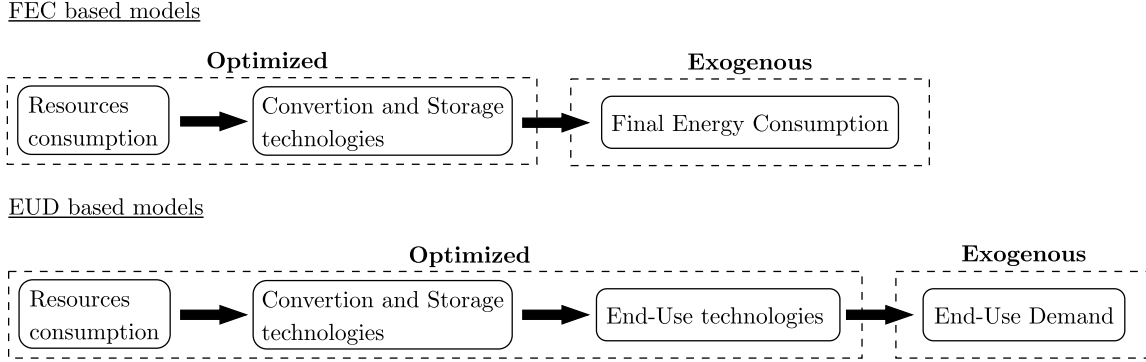 FEC based models
Optimized
Exogenous
Resources
consumption
Convertion and Storage
technologies
Final Energy Consumption
EUD based models
Optimized
Exogenous
Resources
consumption
Convertion and Storage
technologies
End-Use technologies
End-Use Demand